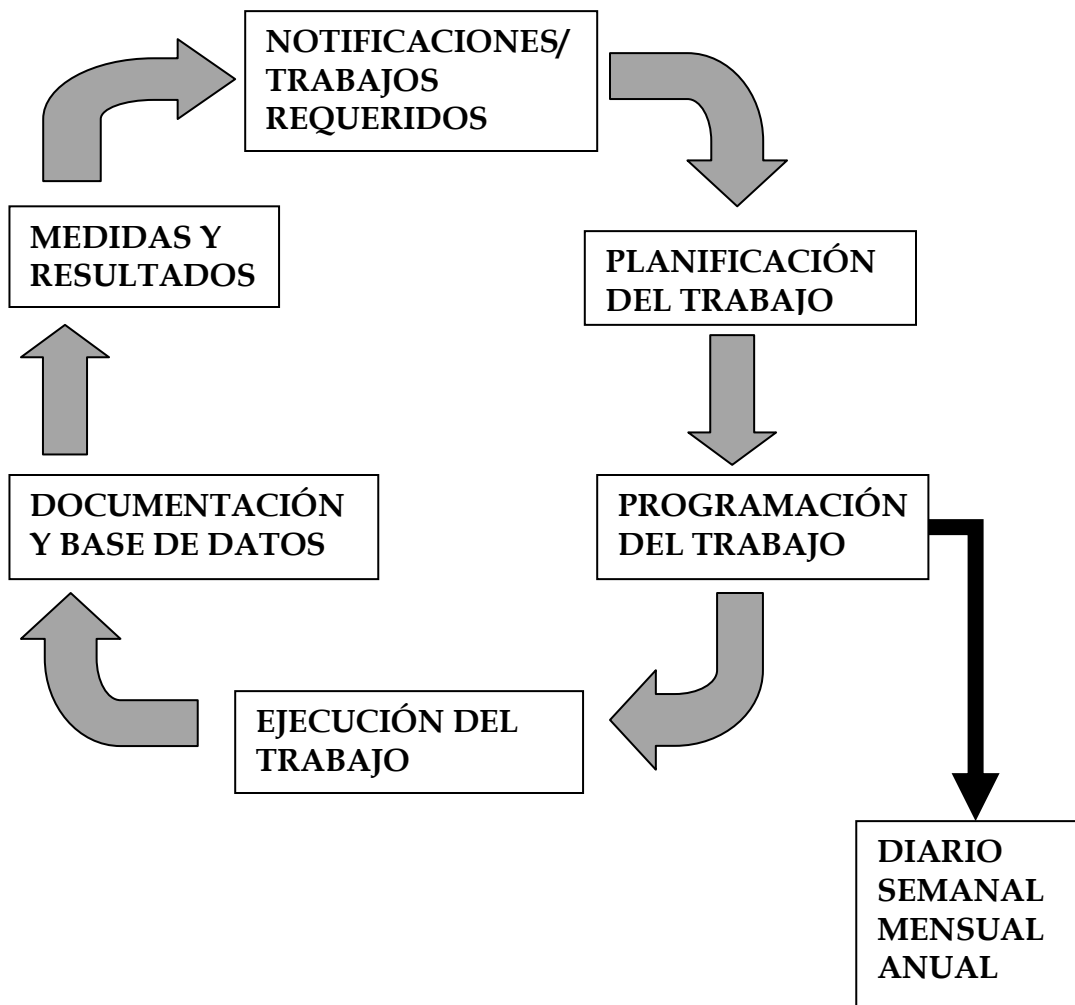 NOTIFICACIONES/
TRABAJOS
REQUERIDOS
PLANIFICACIÓN
DEL TRABAJO
PROGRAMACIÓN
DEL TRABAJO
DIARIO
SEMANAL
MENSUAL
ANUAL
EJECUCIÓN DEL
TRABAJO
DOCUMENTACIÓN
Y BASE DE DATOS
MEDIDAS Y
RESULTADOS